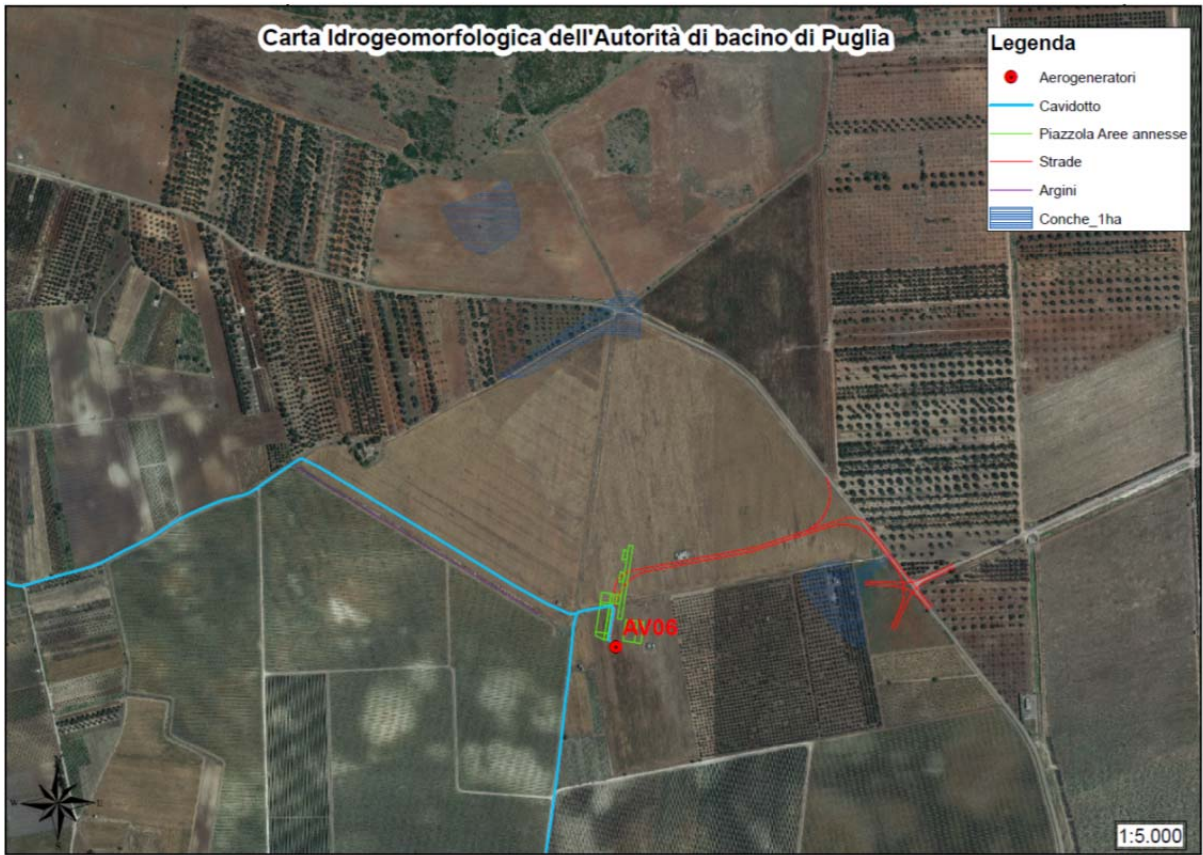 Carta Idrogeomorfologica dell'Autorità di bacino di Puglia
Legenda
Aerogeneratori
Cavidotto
Piazzola Aree annesse
Strade
Argini
Conche_1ha
AV06
1:5.000